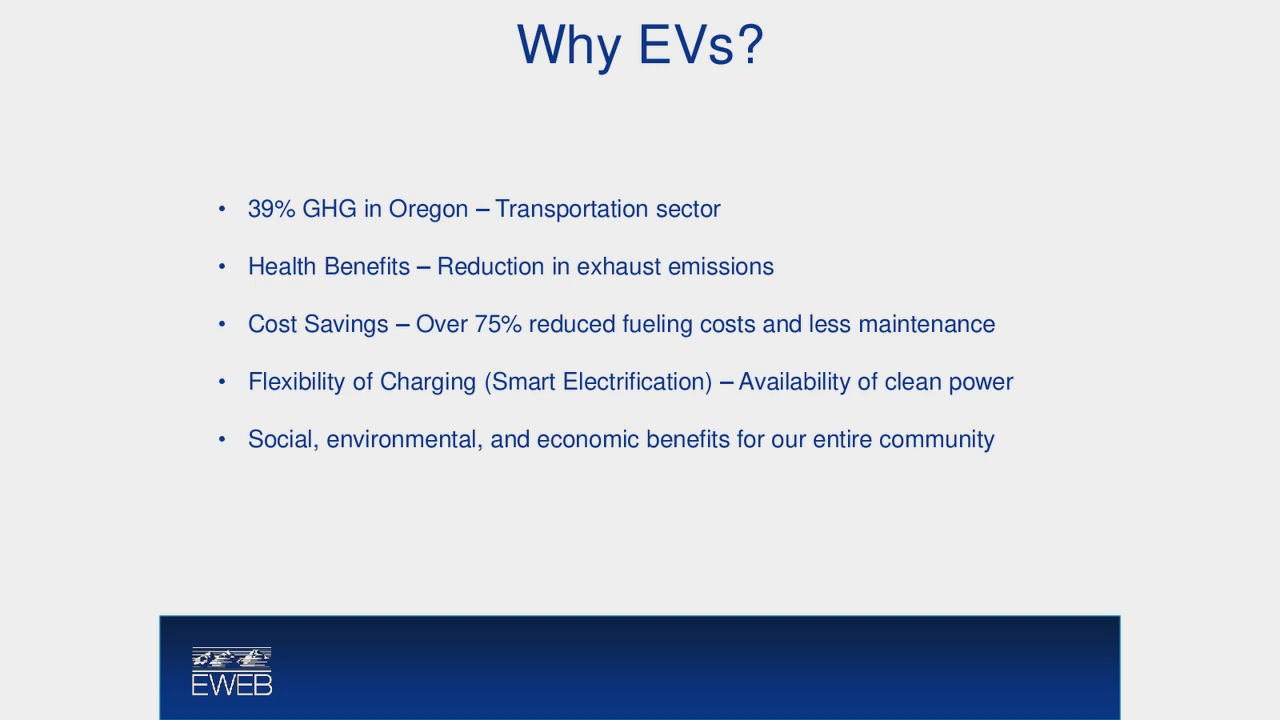 Why EVs?
• 39% GHG in Oregon – Transportation sector
• Health Benefits – Reduction in exhaust emissions
• Cost Savings – Over 75% reduced fueling costs and less maintenance
• Flexibility of Charging (Smart Electrification) – Availability of clean power
• Social, environmental, and economic benefits for our entire community
EWEB